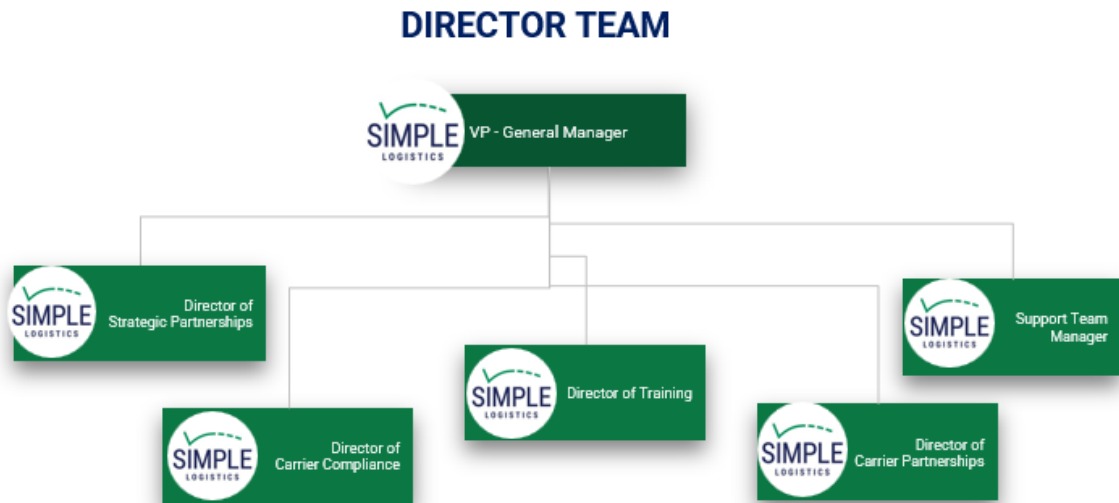 DIRECTOR TEAM
SIMPLE
LOGISTICS
VP - General Manager
SIMPLE
LOGISTICS
Director of
Strategic Partnerships
SIMPLE
LOGISTICS
Support Team
Manager
SIMPLE
LOGISTICS
Director of Training
SIMPLE
LOGISTICS
Director of
Carrier Compliance
SIMPLE
LOGISTICS
Director of
Carrier Partnerships